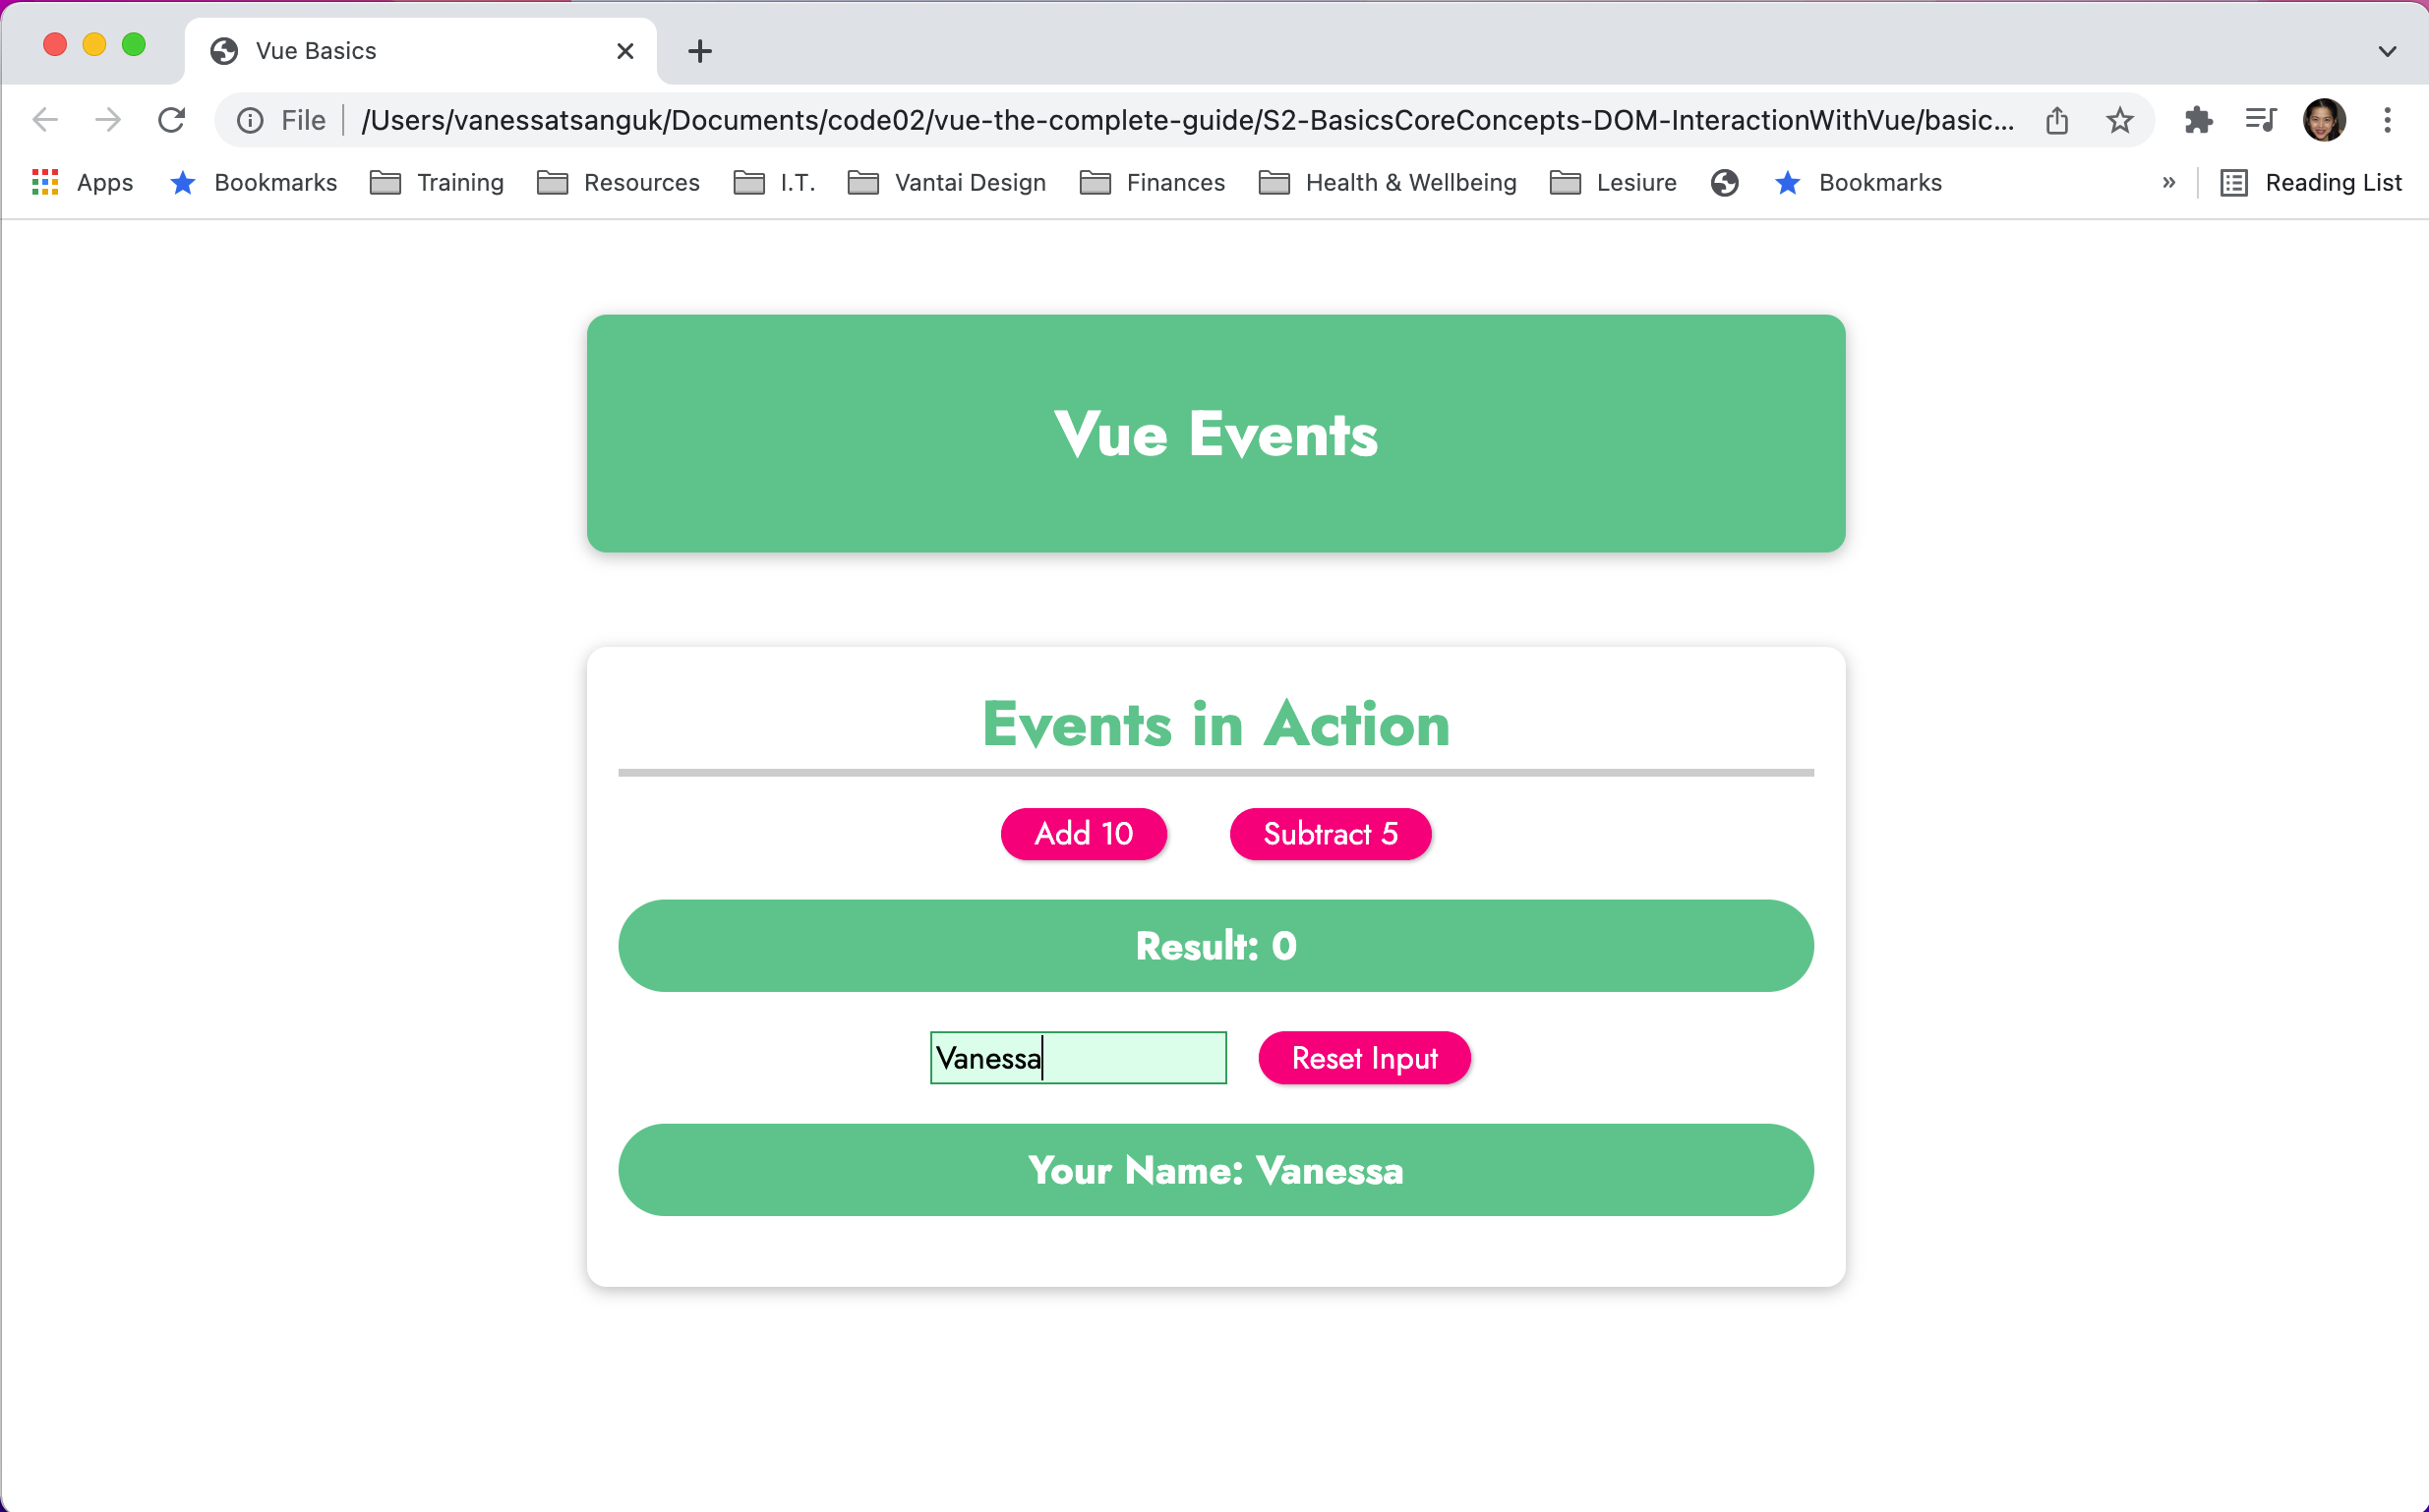 Vue Basics
File /Users/vanessatsanguk/Documents/code02/vue-the-complete-guide/S2-BasicsCoreConcepts-DOM-InteractionWithVue/basic...
Apps Bookmarks Training Resources I.T. Vantai Design Finances Health & Wellbeing Lesiure Bookmarks » Reading List
Vue Events
Events in Action
Add 10 Subtract 5
Result: 0
Vanessa Reset Input
Your Name: Vanessa